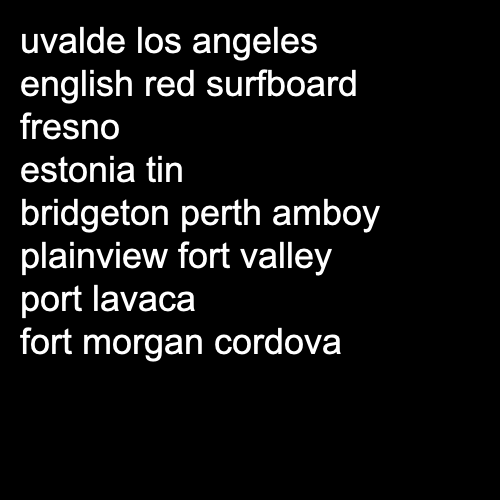 uvalde los angeles
english red surfboard
fresno
estonia tin
bridgeton perth amboy
plainview fort valley
port lavaca
fort morgan cordova